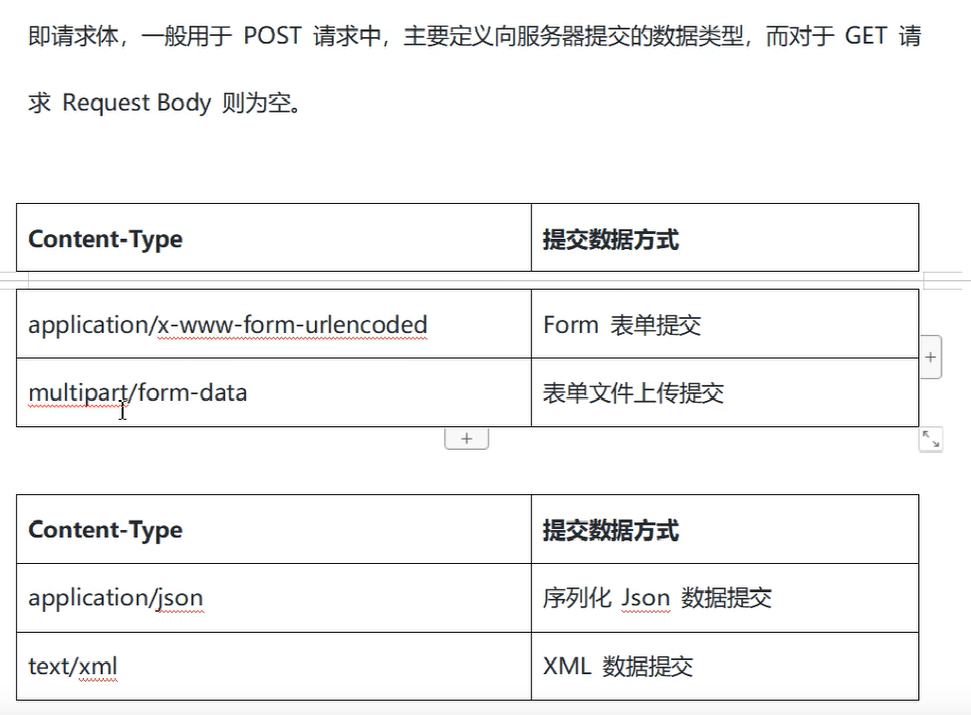 即请求体，一般用于 POST 请求中，主要定义向服务器提交的数据类型，而对于 GET 请
求 Request Body 则为空。
Content-Type 提交数据方式
application/x-www-form-urlencoded Form 表单提交
multipart/form-data 表单文件上传提交
Content-Type 提交数据方式
application/json 序列化 Json 数据提交
text/xml XML 数据提交